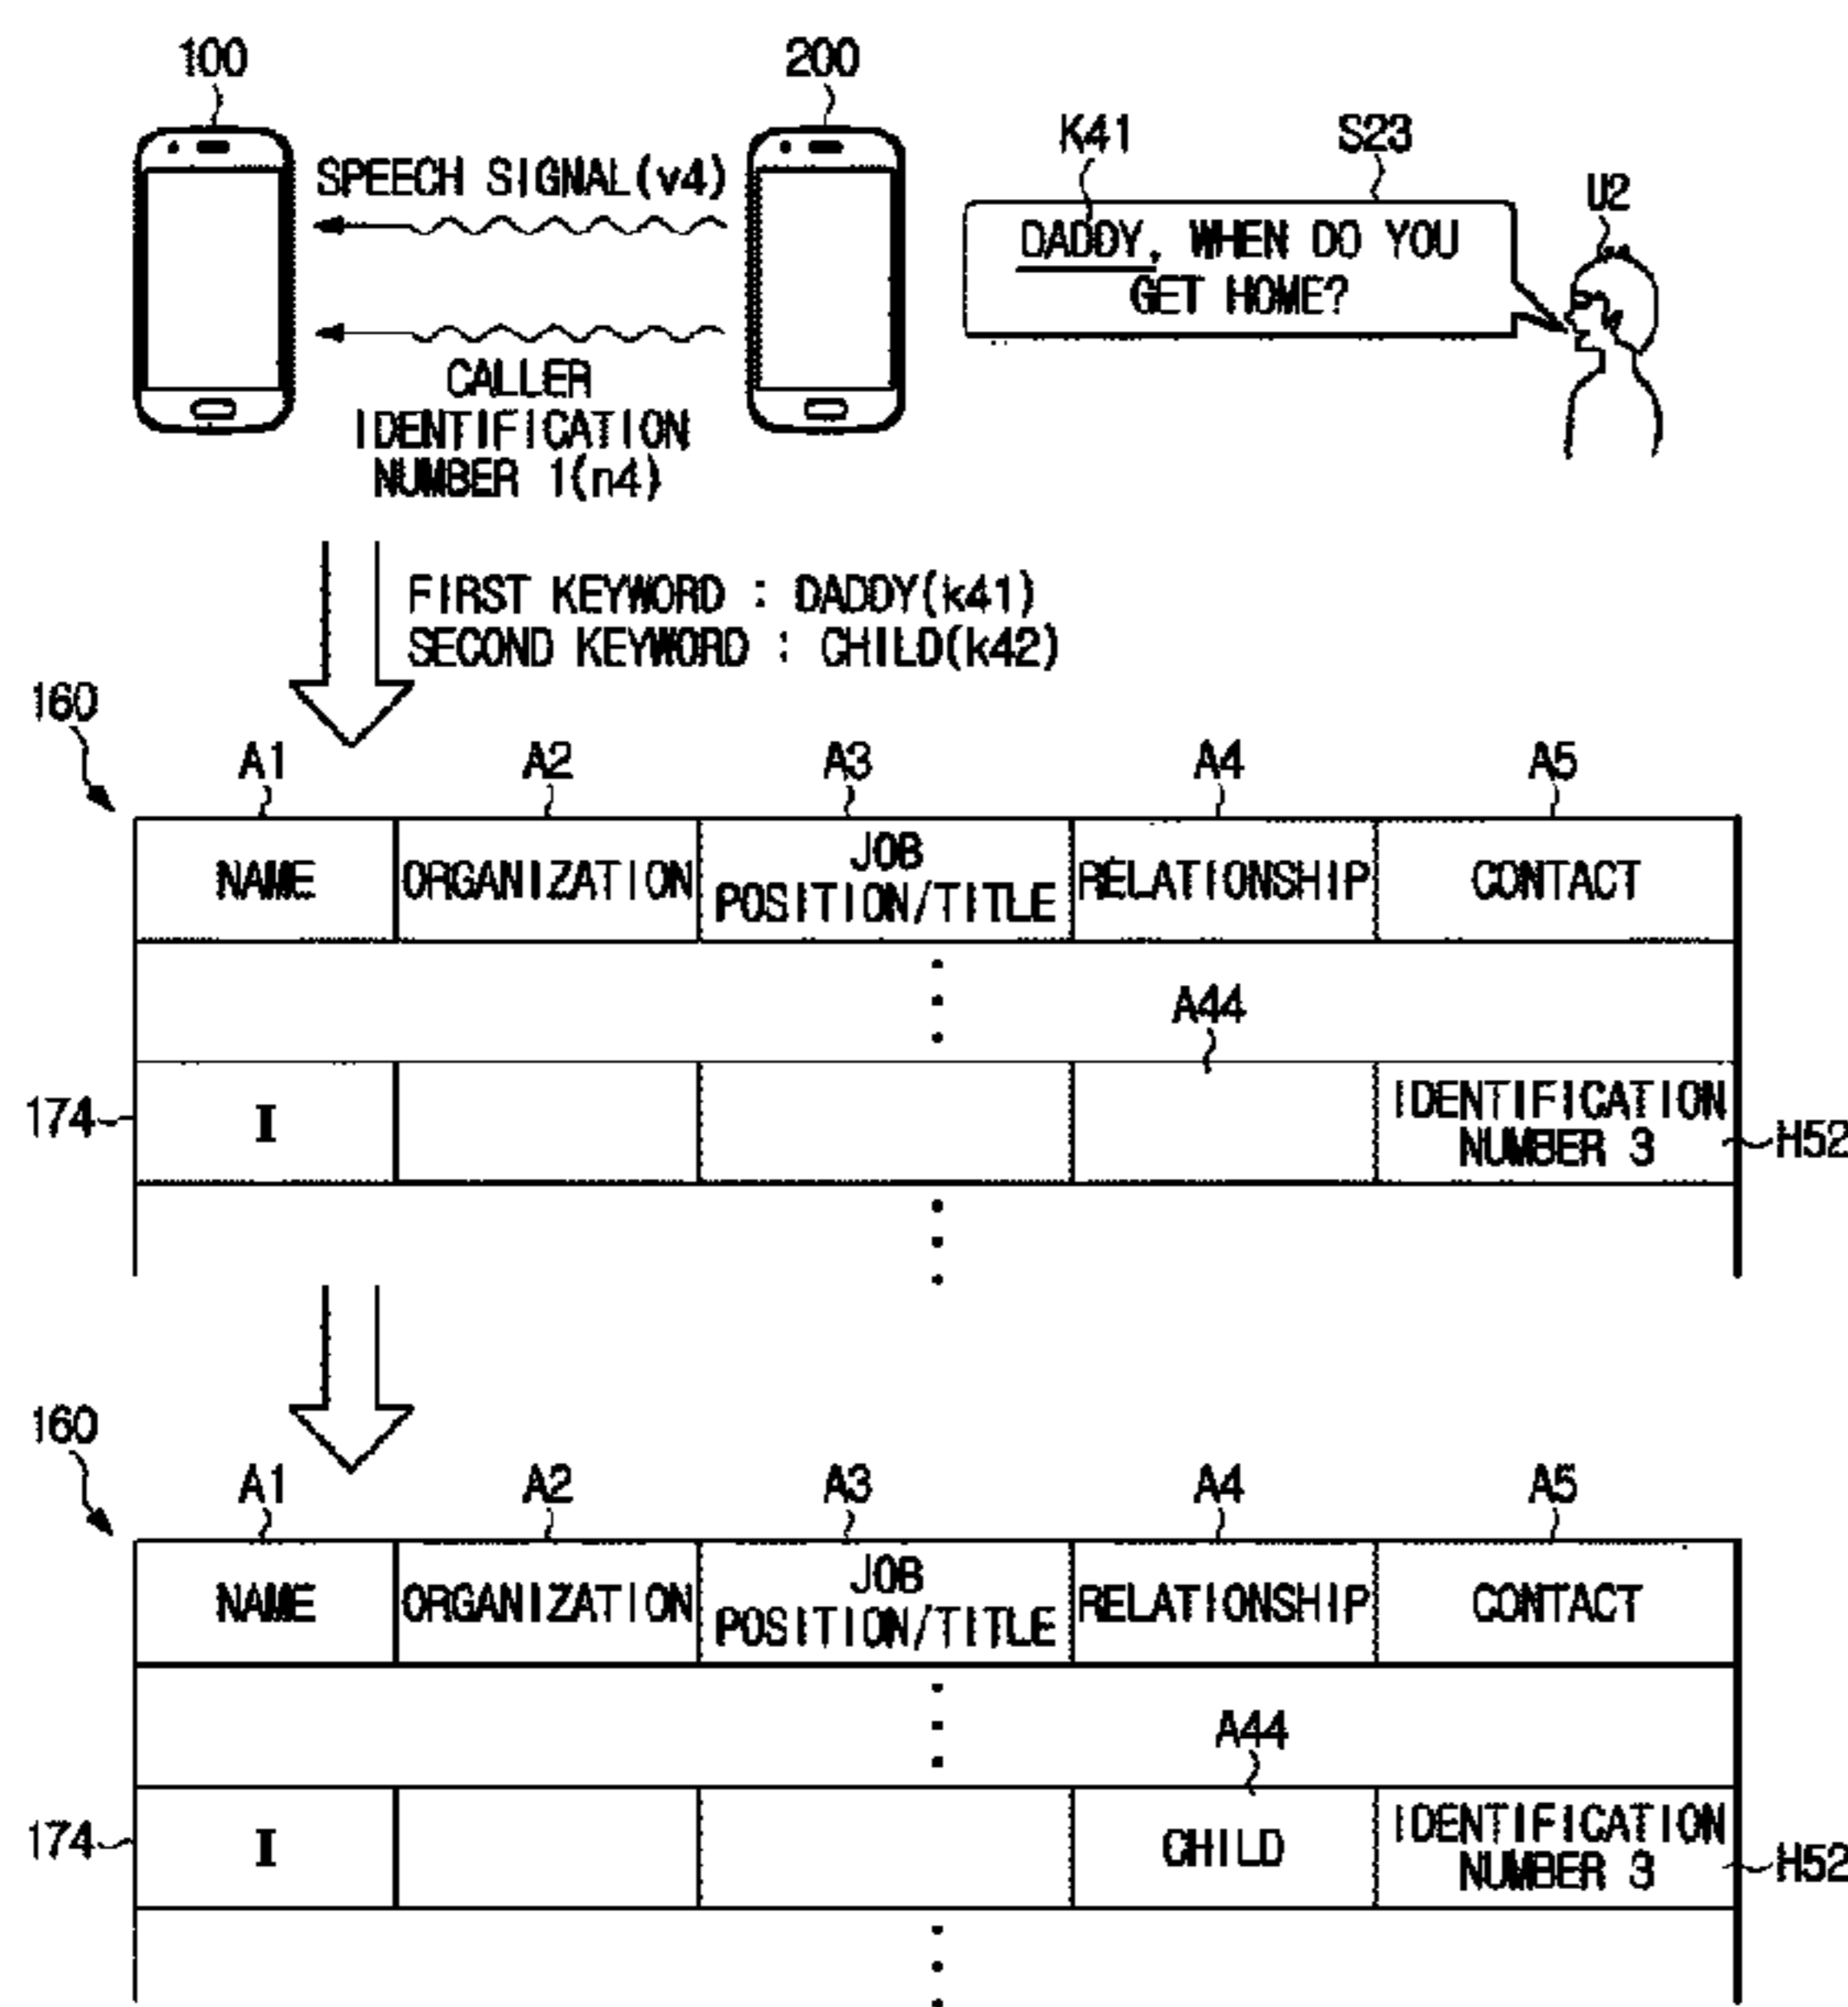 100
200
K41
S23
U2
SPEECH SIGNAL(v4)
DADDY, WHEN DO YOU
GET HOME?
CALLER
IDENTIFICATION
NUMBER 1(n4)
FIRST KEYWORD : DADDY(k41)
SECOND KEYWORD : CHILD(k42)
160
A1 A2 A3 A4 A5
NAME
ORGANIZATION
JOB
POSITION/TITLE
RELATIONSHIP
CONTACT
A44
174
I
IDENTIFICATION
NUMBER 3
H52
160
A1 A2 A3 A4 A5
NAME
ORGANIZATION
JOB
POSITION/TITLE
RELATIONSHIP
CONTACT
A44
174
I
CHILD
IDENTIFICATION
NUMBER 3
H52